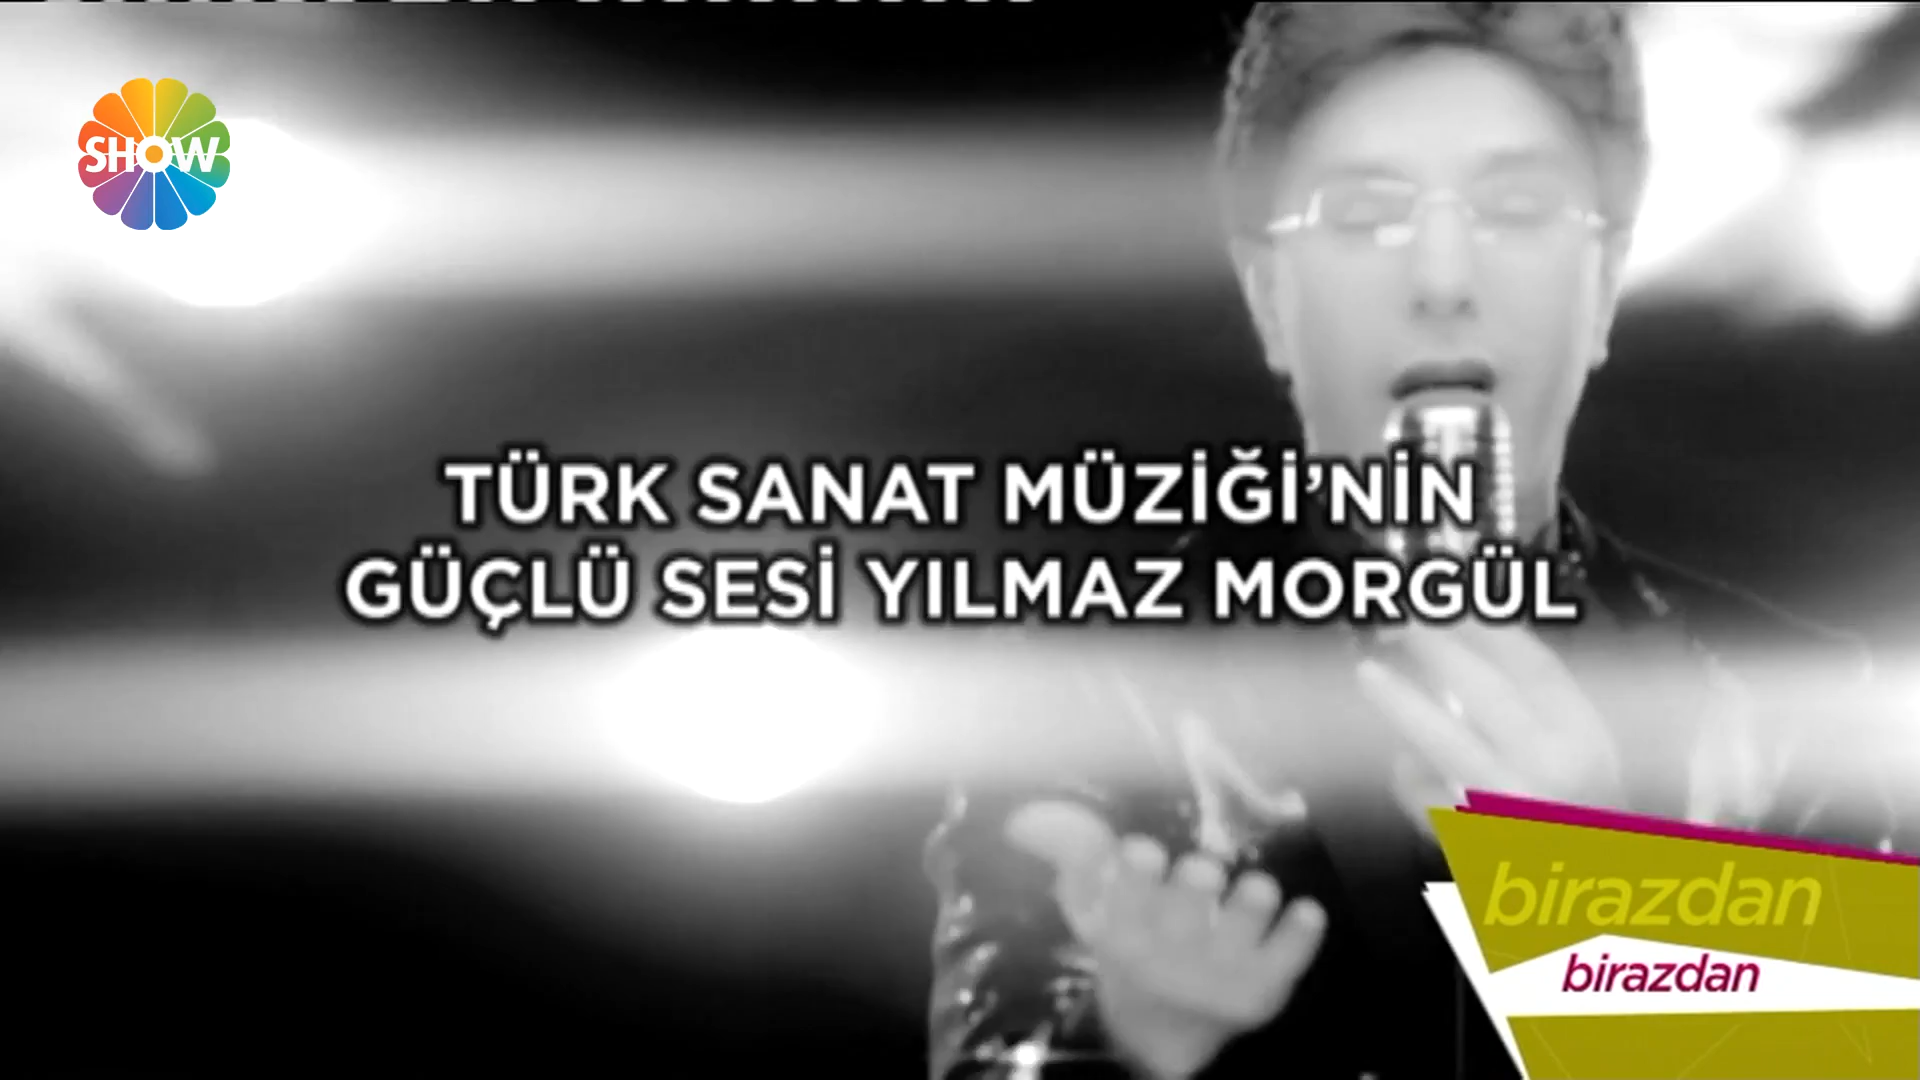 SHOW
TÜRK SANAT MÜZİĞİ’NİN
GÜÇLÜ SESİ YILMAZ MORGÜL
birazdan
birazdan